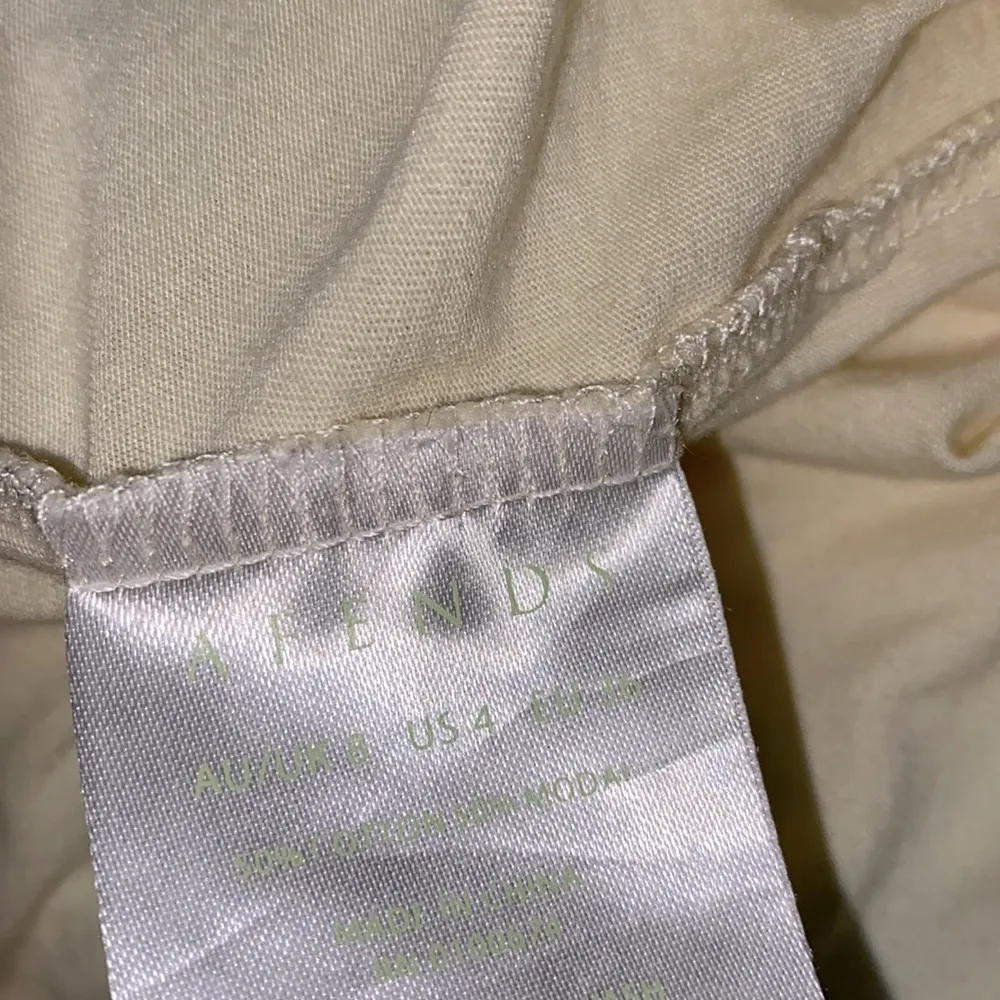 AFENDS
AU/UK 8 US 4 EU 36
50% COTTON 50% MODAL
MADE IN CHINA